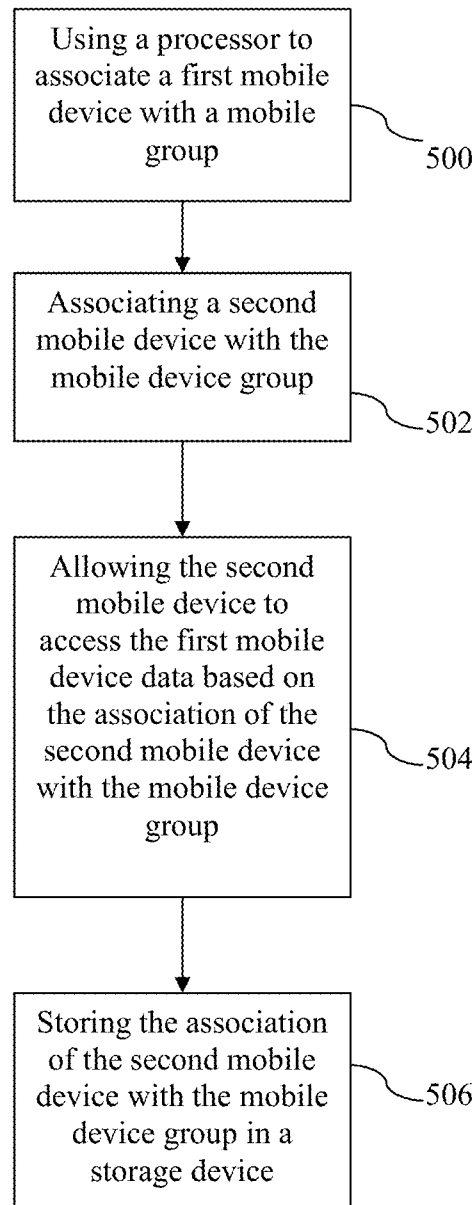 Using a processor to
associate a first mobile
device with a mobile
group
500
Associating a second
mobile device with the
mobile device group
502
Allowing the second
mobile device to
access the first mobile
device data based on
the association of the
second mobile device
with the mobile device
group
504
Storing the association
of the second mobile
device with the mobile
device group in a
storage device
506